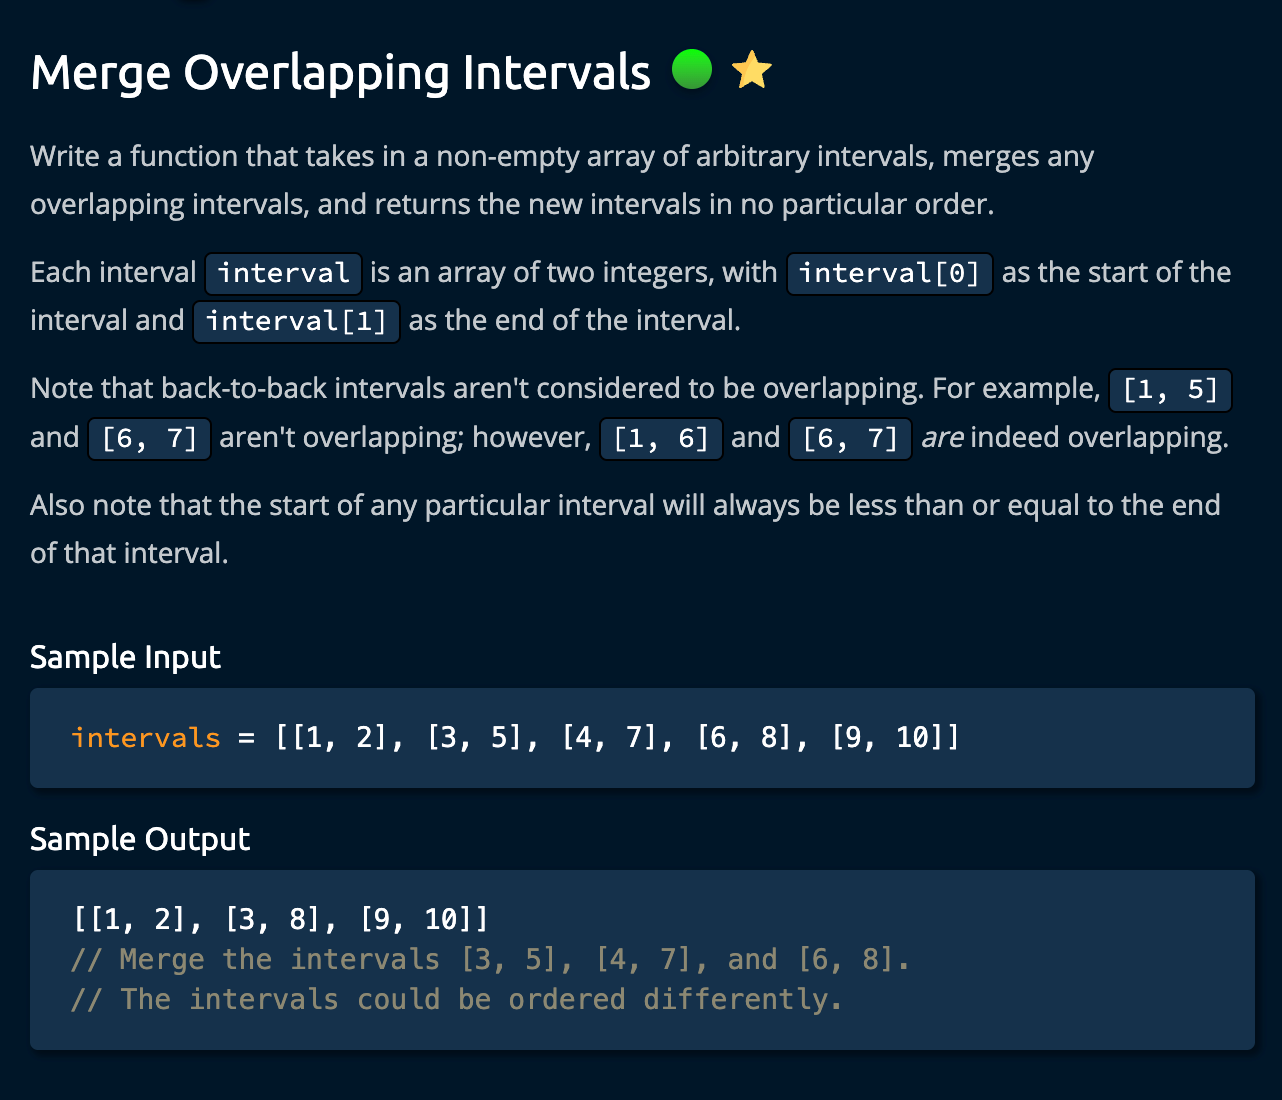 Merge Overlapping Intervals
Write a function that takes in a non-empty array of arbitrary intervals, merges any
overlapping intervals, and returns the new intervals in no particular order.
Each interval interval is an array of two integers, with interval[0] as the start of the
interval and interval[1] as the end of the interval.
Note that back-to-back intervals aren't considered to be overlapping. For example, [1, 5]
and [6, 7] aren't overlapping; however, [1, 6] and [6, 7] are indeed overlapping.
Also note that the start of any particular interval will always be less than or equal to the end
of that interval.
Sample Input
intervals = [[1, 2], [3, 5], [4, 7], [6, 8], [9, 10]]
Sample Output
[[1, 2], [3, 8], [9, 10]]
// Merge the intervals [3, 5], [4, 7], and [6, 8].
// The intervals could be ordered differently.